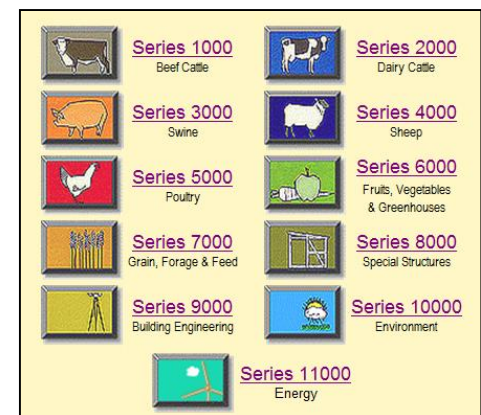 Series 1000
Beef Cattle
Series 2000
Dairy Cattle
Series 3000
Swine
Series 4000
Sheep
Series 5000
Poultry
Series 6000
Fruits, Vegetables
& Greenhouses
Series 7000
Grain, Forage & Feed
Series 8000
Special Structures
Series 9000
Building Engineering
Series 10000
Environment
Series 11000
Energy